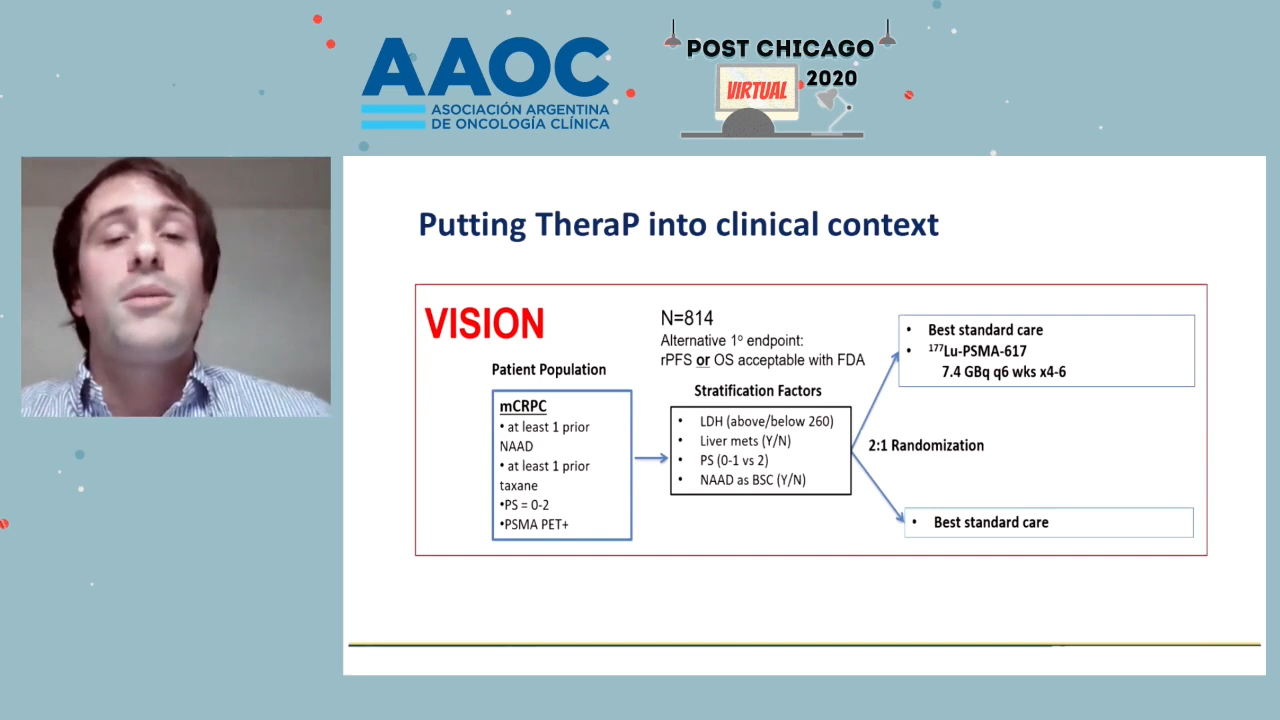 AAOC
ASOCIACIÓN ARGENTINA
DE ONCOLOGÍA CLÍNICA
POST CHICAGO
2020
VIRTUAL
Putting TheraP into clinical context
VISION
N=814
Alternative 1º endpoint:
rPFS or OS acceptable with FDA
Patient Population
mCRPC
• at least 1 prior
NAAD
• at least 1 prior
taxane
•PS = 0-2
•PSMA PET+
Stratification Factors
• LDH (above/below 260)
• Liver mets (Y/N)
• PS (0-1 vs 2)
• NAAD as BSC (Y/N)
2:1 Randomization
• Best standard care
• ¹⁷⁷Lu-PSMA-617
7.4 GBq q6 wks x4-6
• Best standard care